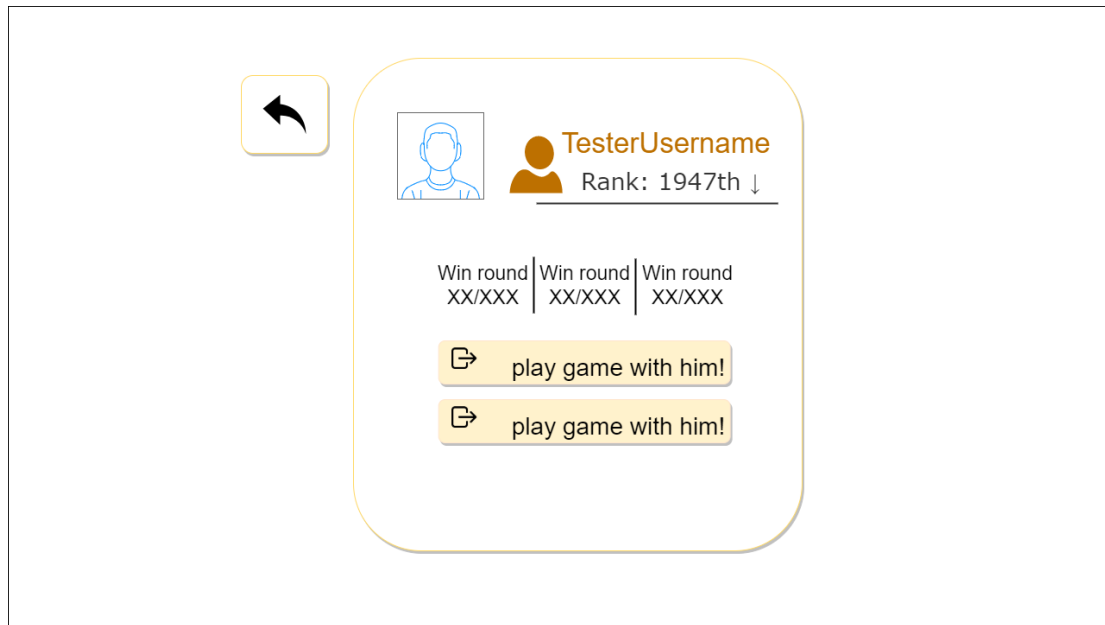 TesterUsername
Rank: 1947th ↓
Win round Win round Win round
XX/XXX XX/XXX XX/XXX
play game with him!
play game with him!